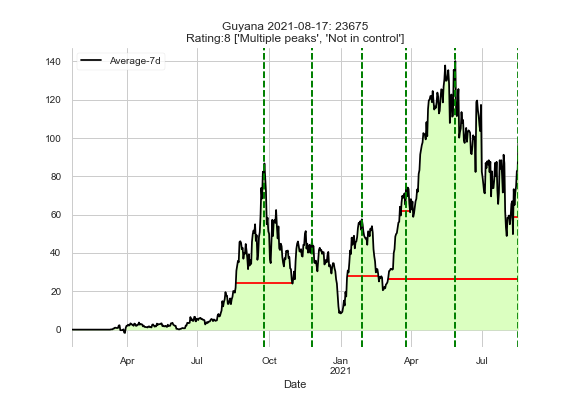 Guyana 2021-08-17: 23675
Rating:8 ['Multiple peaks', 'Not in control']
Average-7d
140
120
100
80
60
40
20
0
Apr Jul Oct Jan Apr Jul
2021
Date